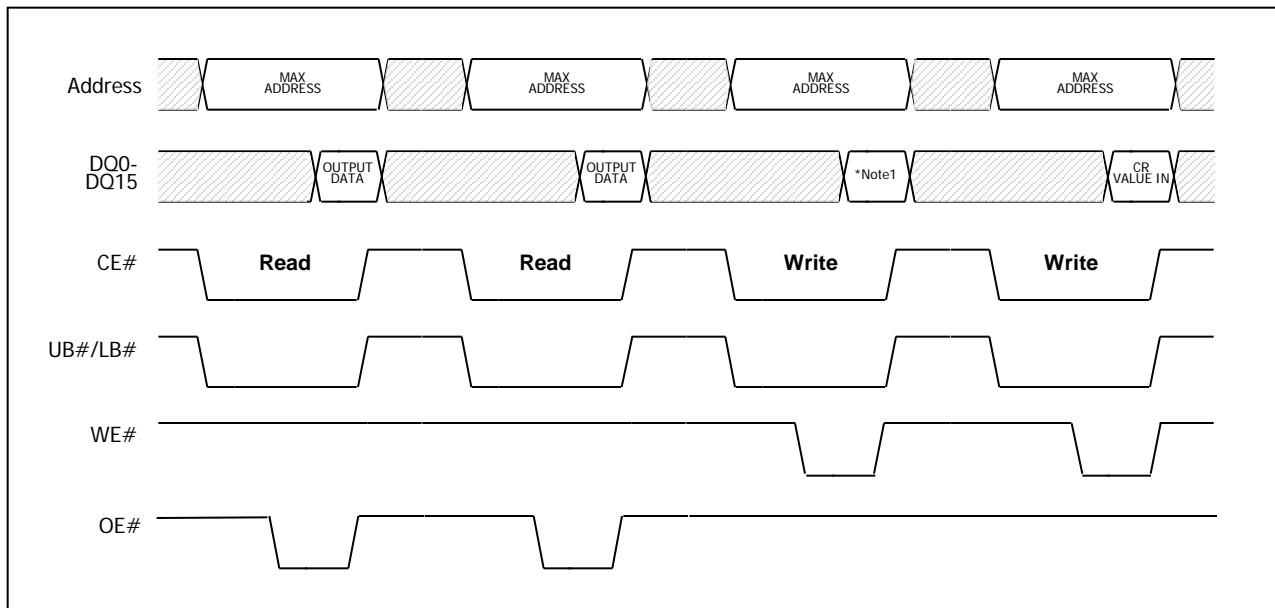 Address
MAX
ADDRESS
MAX
ADDRESS
MAX
ADDRESS
MAX
ADDRESS
DQ0-
DQ15
OUTPUT
DATA
OUTPUT
DATA
*Note1
CR
VALUE IN
CE#
Read
Read
Write
Write
UB#/LB#
WE#
OE#